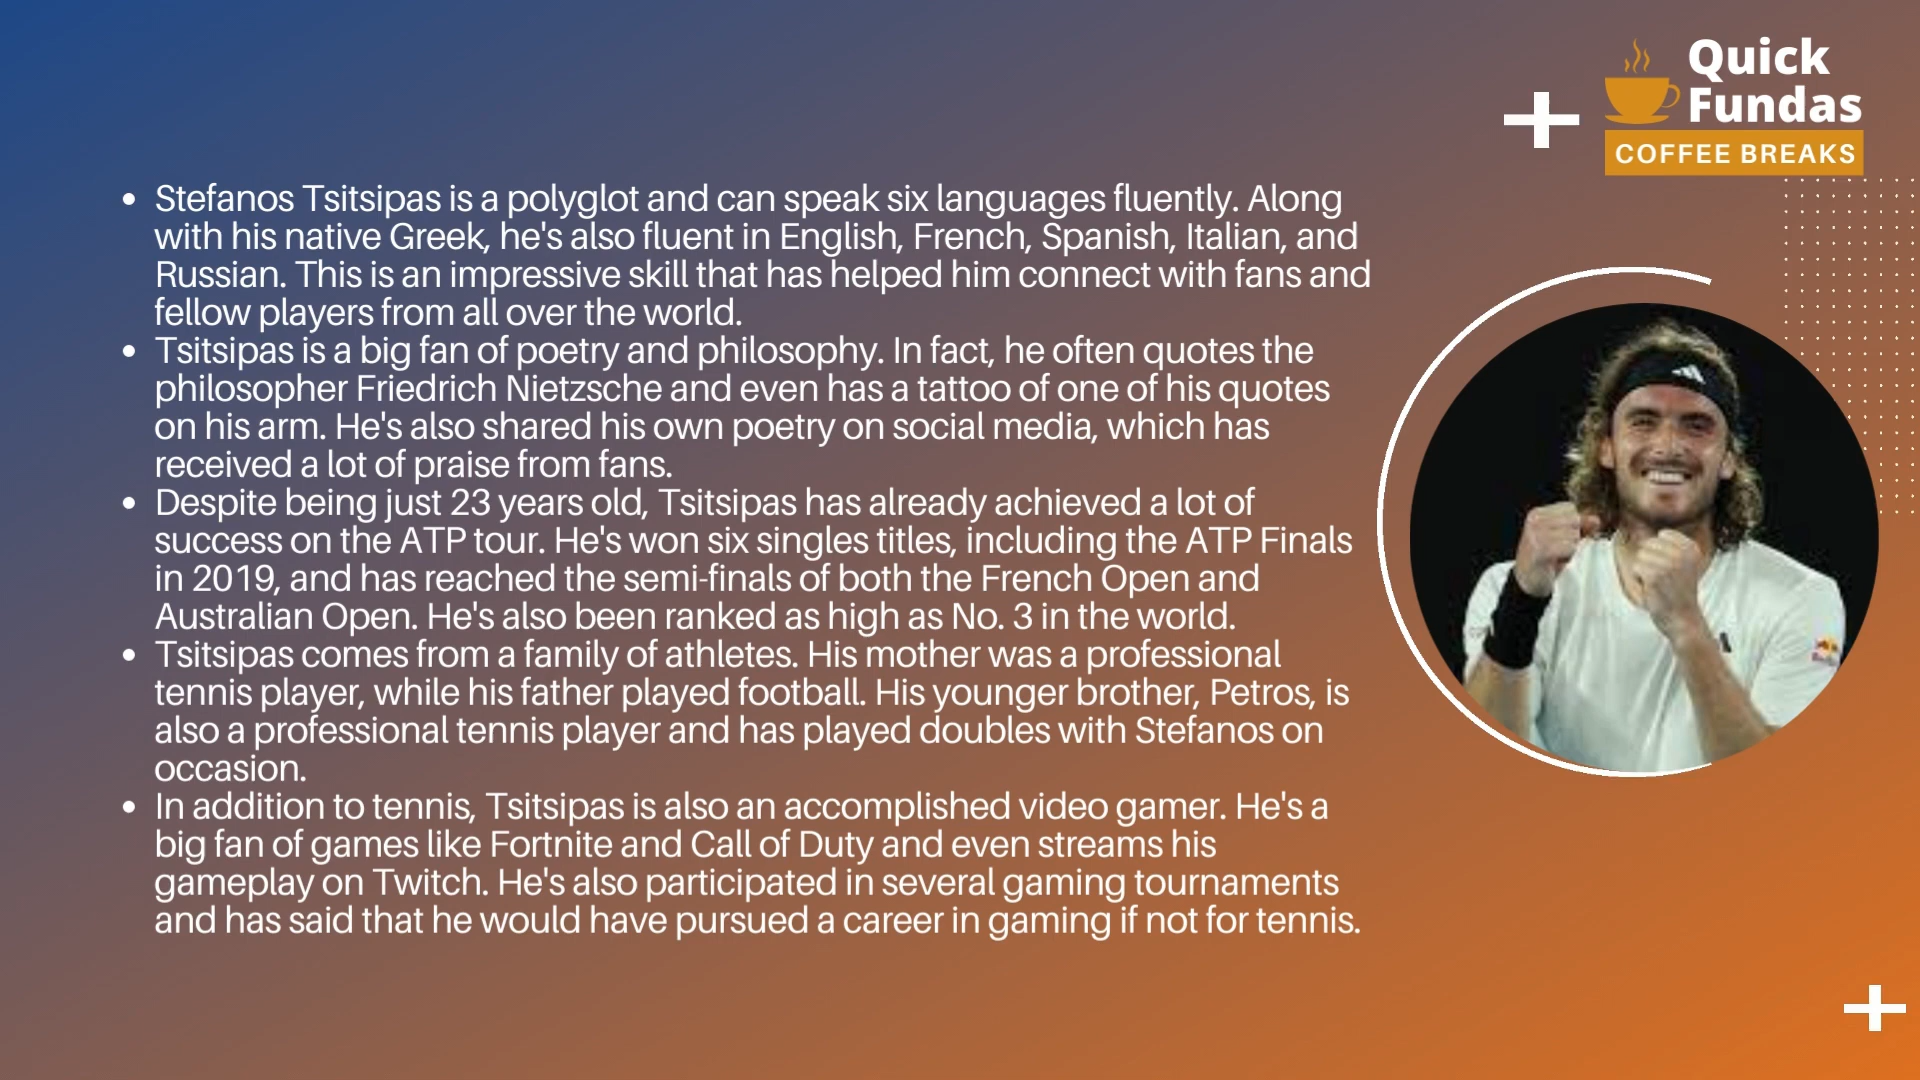 Quick
Fundas
COFFEE BREAKS
• Stefanos Tsitsipas is a polyglot and can speak six languages fluently. Along
with his native Greek, he's also fluent in English, French, Spanish, Italian, and
Russian. This is an impressive skill that has helped him connect with fans and
fellow players from all over the world.
• Tsitsipas is a big fan of poetry and philosophy. In fact, he often quotes the
philosopher Friedrich Nietzsche and even has a tattoo of one of his quotes
on his arm. He's also shared his own poetry on social media, which has
received a lot of praise from fans.
• Despite being just 23 years old, Tsitsipas has already achieved a lot of
success on the ATP tour. He's won six singles titles, including the ATP Finals
in 2019, and has reached the semi-finals of both the French Open and
Australian Open. He's also been ranked as high as No. 3 in the world.
• Tsitsipas comes from a family of athletes. His mother was a professional
tennis player, while his father played football. His younger brother, Petros, is
also a professional tennis player and has played doubles with Stefanos on
occasion.
• In addition to tennis, Tsitsipas is also an accomplished video gamer. He's a
big fan of games like Fortnite and Call of Duty and even streams his
gameplay on Twitch. He's also participated in several gaming tournaments
and has said that he would have pursued a career in gaming if not for tennis.